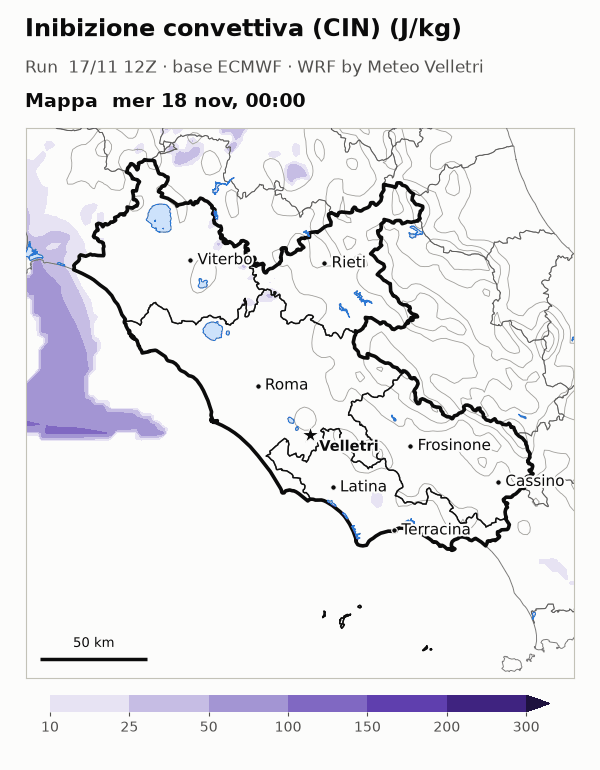 Inibizione convettiva (CIN) (J/kg)
Run  17/11 12Z · base ECMWF · WRF by Meteo Velletri
Mappa  mer 18 nov, 00:00
Viterbo
Rieti
Roma
Velletri
Frosinone
Latina
Cassino
Terracina
50 km
10 25 50 100 150 200 300